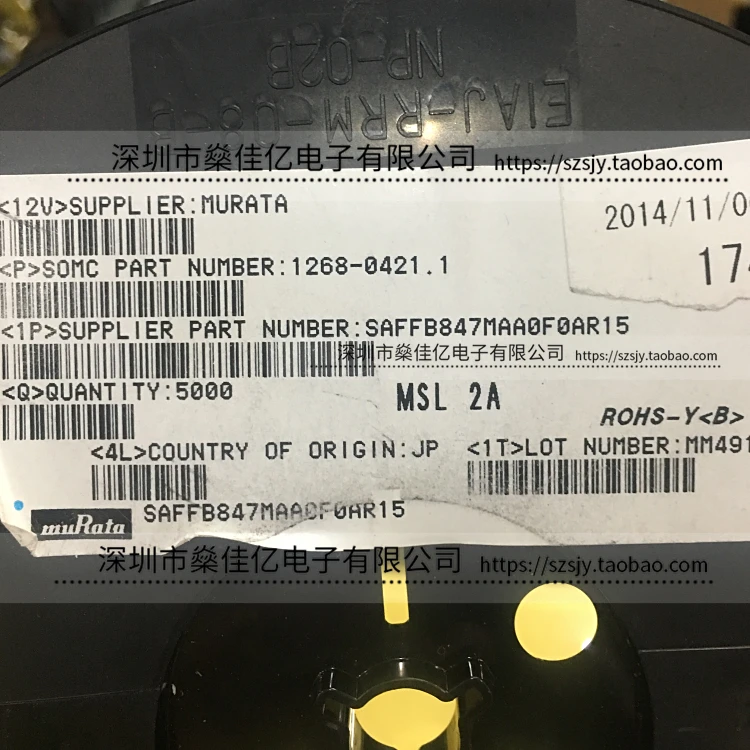 NP-02B
EIAJ-RRM-08-B
深圳市燊佳亿电子有限公司 https://szsjy.taobao.com
<12V>SUPPLIER:MURATA
2014/11/0
174
<P>SOMC PART NUMBER:1268-0421.1
<1P>SUPPLIER PART NUMBER:SAFFB847MAA0F0AR15
深圳市燊佳亿电子有限公司 https://szsjy.taobao.com
<Q>QUANTITY:5000
MSL 2A
ROHS-Y<B>
<4L>COUNTRY OF ORIGIN:JP <1T>LOT NUMBER:MM491
muRata SAFFB847MAA0F0AR15
深圳市燊佳亿电子有限公司 https://szsjy.taobao.com